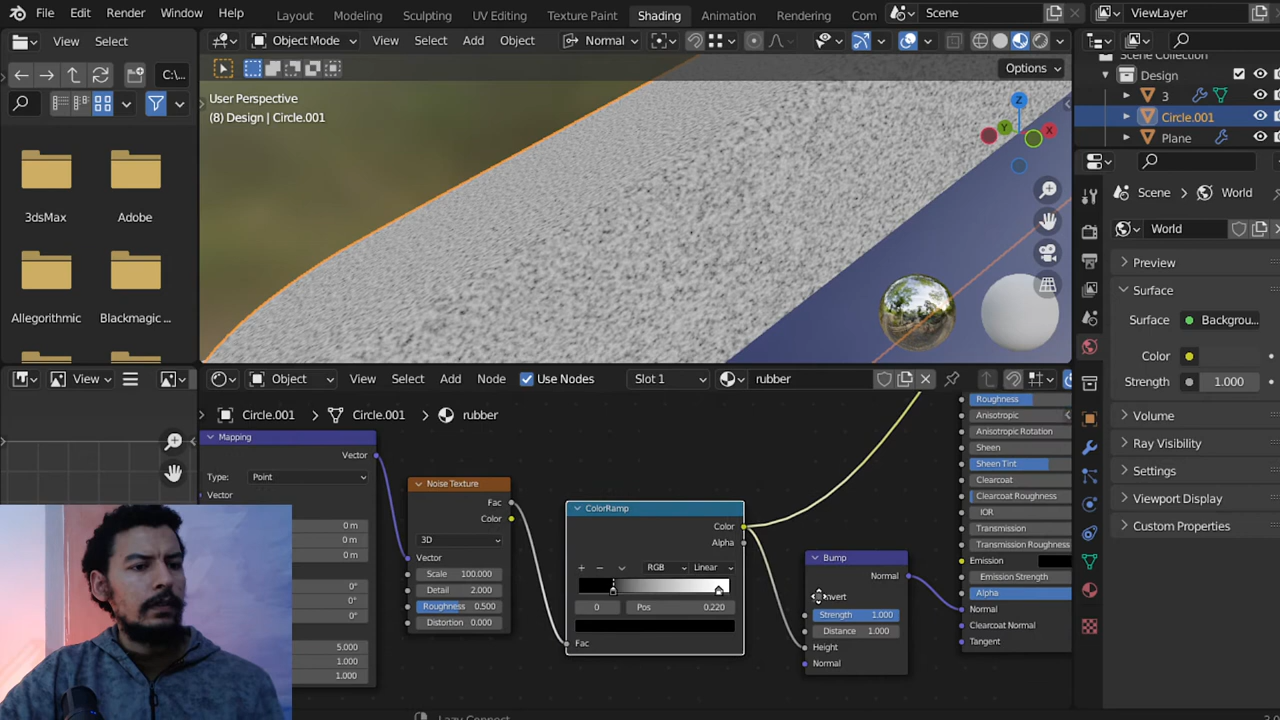 File Edit Render Window Help Layout Modeling Sculpting UV Editing Texture Paint Shading Animation Rendering Com Scene ViewLayer
View Select Object Mode View Select Add Object Normal
C:\... Options
Scene Collection
Design
3
Circle.001
Plane
User Perspective
(8) Design | Circle.001
Z
Y
X
3dsMax Adobe
Allegorithmic Blackmagic ...
Scene World
World
Preview
Surface
Surface Backgrou...
Color
Strength 1.000
Volume
Ray Visibility
Settings
Viewport Display
Custom Properties
View Object View Select Add Node Use Nodes Slot 1 rubber
Circle.001 Circle.001 rubber
Mapping
Vector
Type: Point
Vector
0 m
0 m
0 m
0°
0°
0°
5.000
1.000
1.000
Noise Texture
Fac
Color
3D
Vector
Scale 100.000
Detail 2.000
Roughness 0.500
Distortion 0.000
ColorRamp
Color
Alpha
RGB Linear
0 Pos 0.220
Fac
Bump
Normal
Strength 1.000
Distance 1.000
Height
Normal
Roughness
Anisotropic
Anisotropic Rotation
Sheen
Sheen Tint
Clearcoat
Clearcoat Roughness
IOR
Transmission
Transmission Roughness
Emission
Emission Strength
Alpha
Normal
Clearcoat Normal
Tangent
Lazy Connect